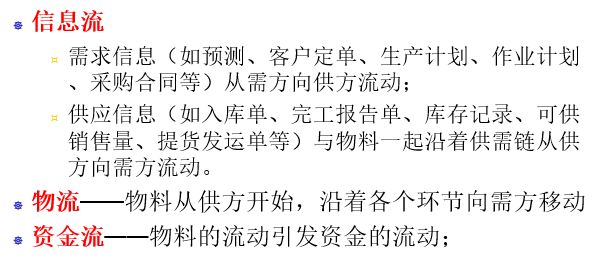 信息流
需求信息（如预测、客户定单、生产计划、作业计划
、采购合同等）从需方向供方流动；
供应信息（如入库单、完工报告单、库存记录、可供
销售量、提货发运单等）与物料一起沿着供需链从供
方向需方流动。
物流——物料从供方开始，沿着各个环节向需方移动
资金流——物料的流动引发资金的流动；